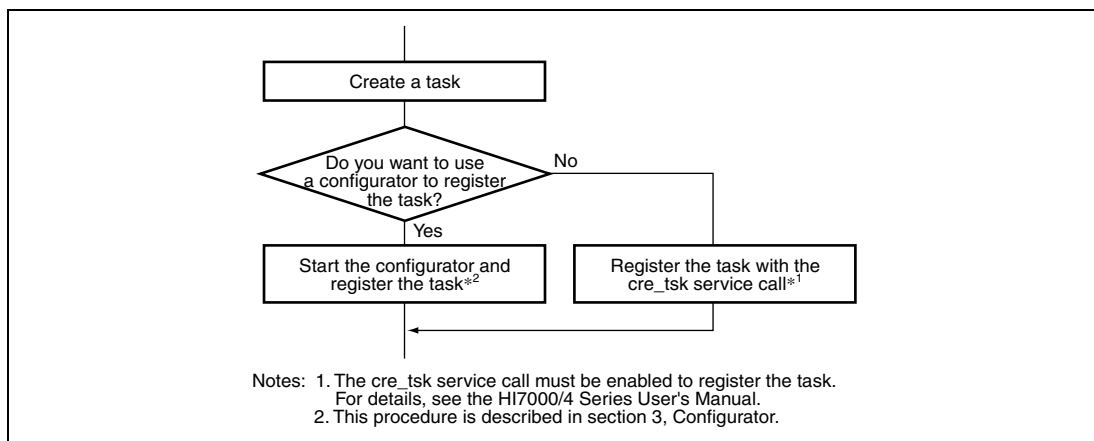 Create a task
Do you want to use
a configurator to register
the task?
No
Yes
Start the configurator and
register the task*2
Register the task with the
cre_tsk service call*1
Notes: 1. The cre_tsk service call must be enabled to register the task.
For details, see the HI7000/4 Series User's Manual.
2. This procedure is described in section 3, Configurator.